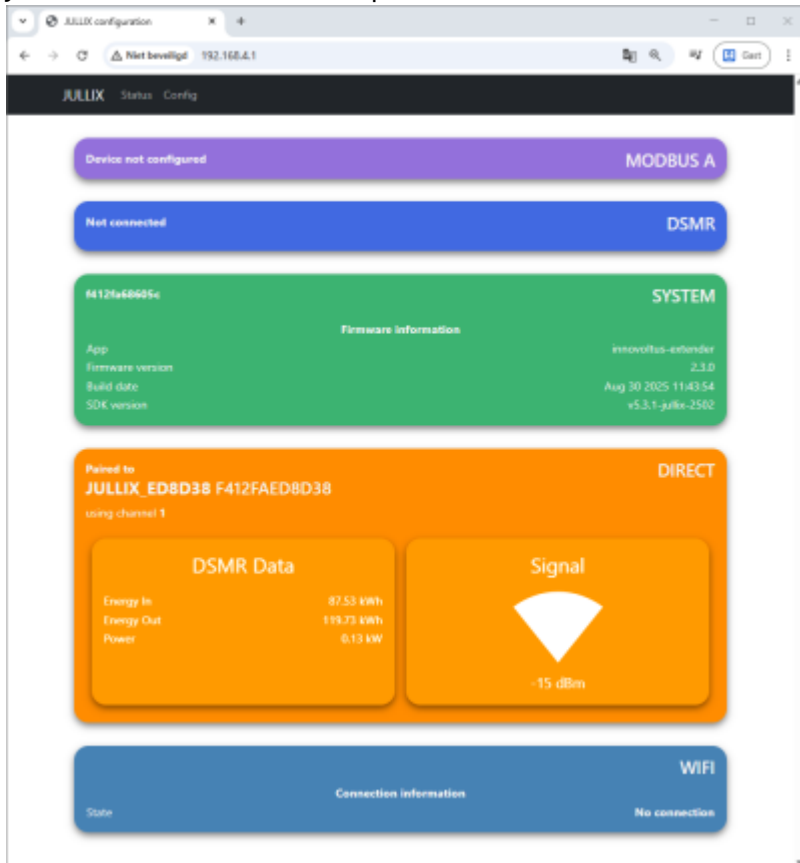 JULLIX configuration
Niet beveiligd 192.168.4.1
Gast
JULLIX Status Config
Device not configured MODBUS A
Not connected DSMR
f412fa68605c SYSTEM
Firmware information
App innovoltus-extender
Firmware version 2.3.0
Build date Aug 30 2025 11:43:54
SDK version v5.3.1-jullix-2502
Paired to DIRECT
JULLIX_ED8D38 F412FAED8D38
using channel 1
DSMR Data
Energy In 87.53 kWh
Energy Out 119.73 kWh
Power 0.13 kW
Signal
-15 dBm
WIFI
Connection information
State No connection